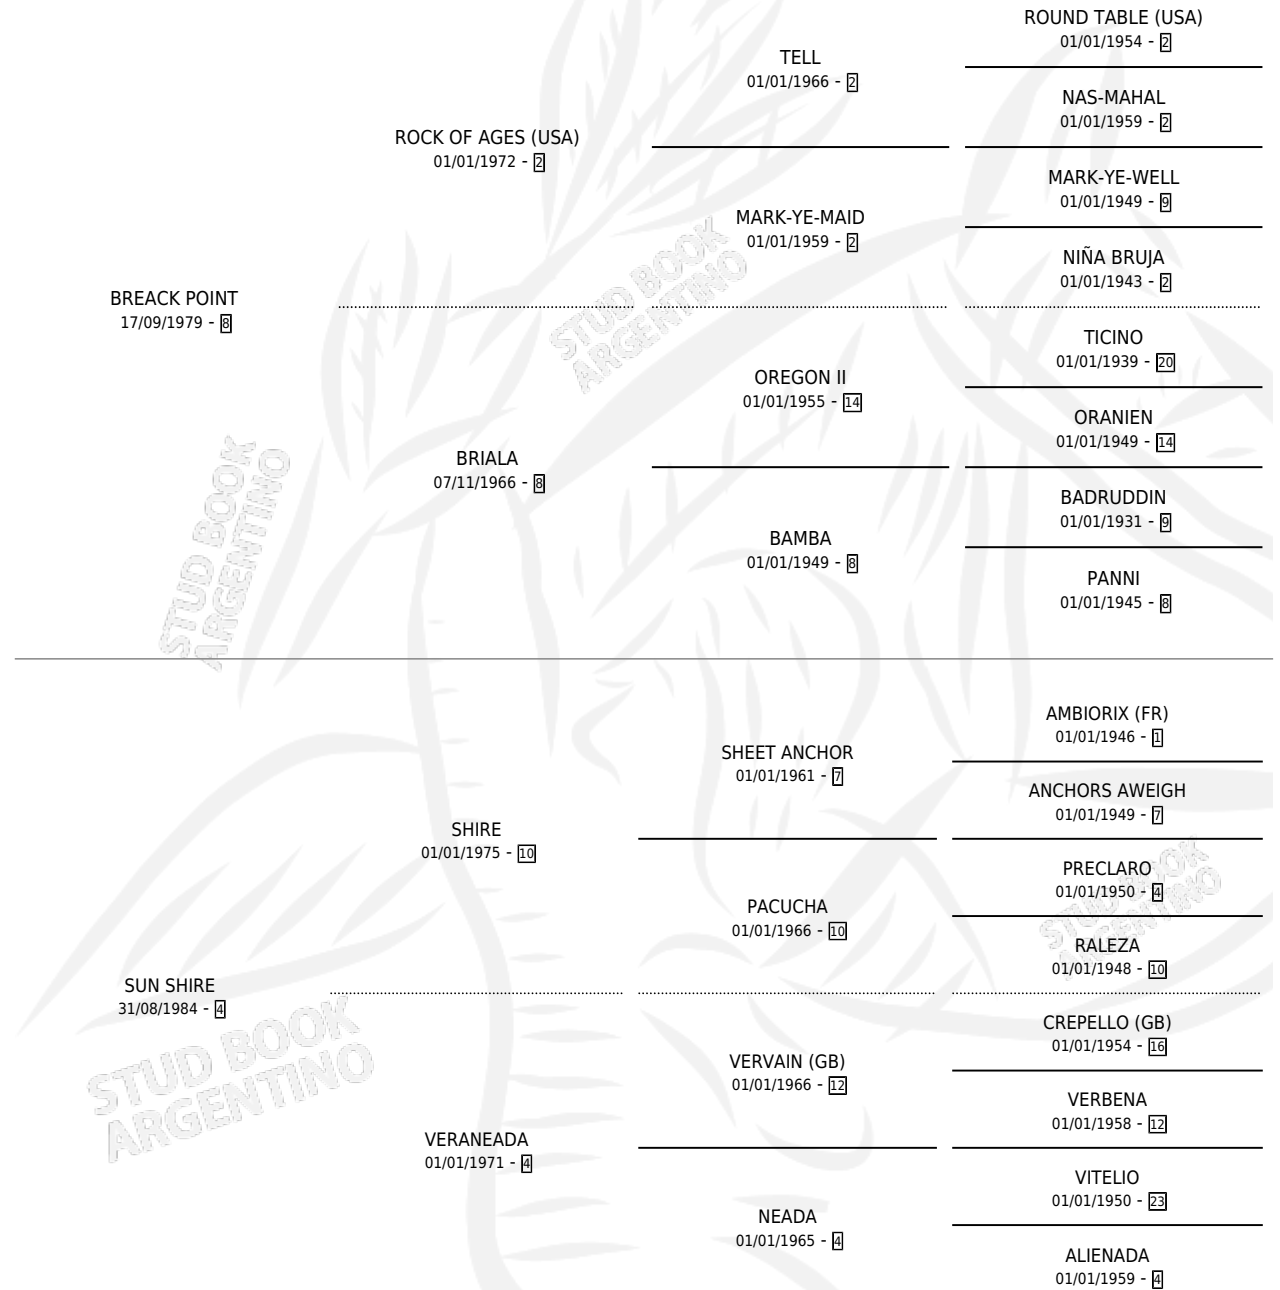 ROUND TABLE (USA)
01/01/1954 - 2
TELL
01/01/1966 - 2
NAS-MAHAL
01/01/1959 - 2
ROCK OF AGES (USA)
01/01/1972 - 2
MARK-YE-WELL
01/01/1949 - 9
MARK-YE-MAID
01/01/1959 - 2
NIÑA BRUJA
01/01/1943 - 2
STUD BOOK
ARGENTINO
BREACK POINT
17/09/1979 - 8
TICINO
01/01/1939 - 20
OREGON II
01/01/1955 - 14
ORANIEN
01/01/1949 - 14
BRIALA
07/11/1966 - 8
BADRUDDIN
01/01/1931 - 9
BAMBA
01/01/1949 - 8
PANNI
01/01/1945 - 8
STUD BOOK
ARGENTINO
AMBIORIX (FR)
01/01/1946 - 1
SHEET ANCHOR
01/01/1961 - 7
ANCHORS AWEIGH
01/01/1949 - 7
SHIRE
01/01/1975 - 10
PRECLARO
01/01/1950 - 4
PACUCHA
01/01/1966 - 10
RALEZA
01/01/1948 - 10
STUD BOOK
ARGENTINO
SUN SHIRE
31/08/1984 - 4
CREPELLO (GB)
01/01/1954 - 16
VERVAIN (GB)
01/01/1966 - 12
VERBENA
01/01/1958 - 12
STUD BOOK
ARGENTINO
VERANEADA
01/01/1971 - 4
VITELIO
01/01/1950 - 23
NEADA
01/01/1965 - 4
ALIENADA
01/01/1959 - 4